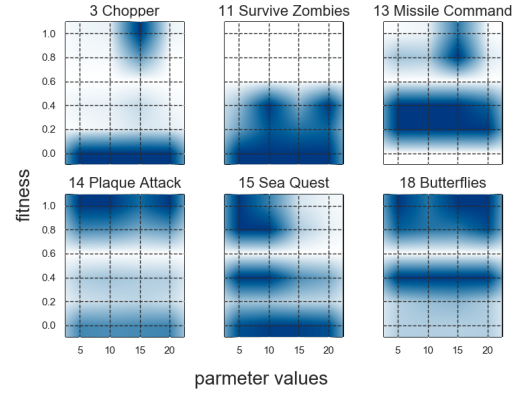 3 Chopper 11 Survive Zombies 13 Missile Command
1.0
0.8
0.6
0.4
0.2
0.0
14 Plaque Attack 15 Sea Quest 18 Butterflies
1.0
0.8
0.6
0.4
0.2
0.0
fitness
5 10 15 20 5 10 15 20 5 10 15 20
parmeter values